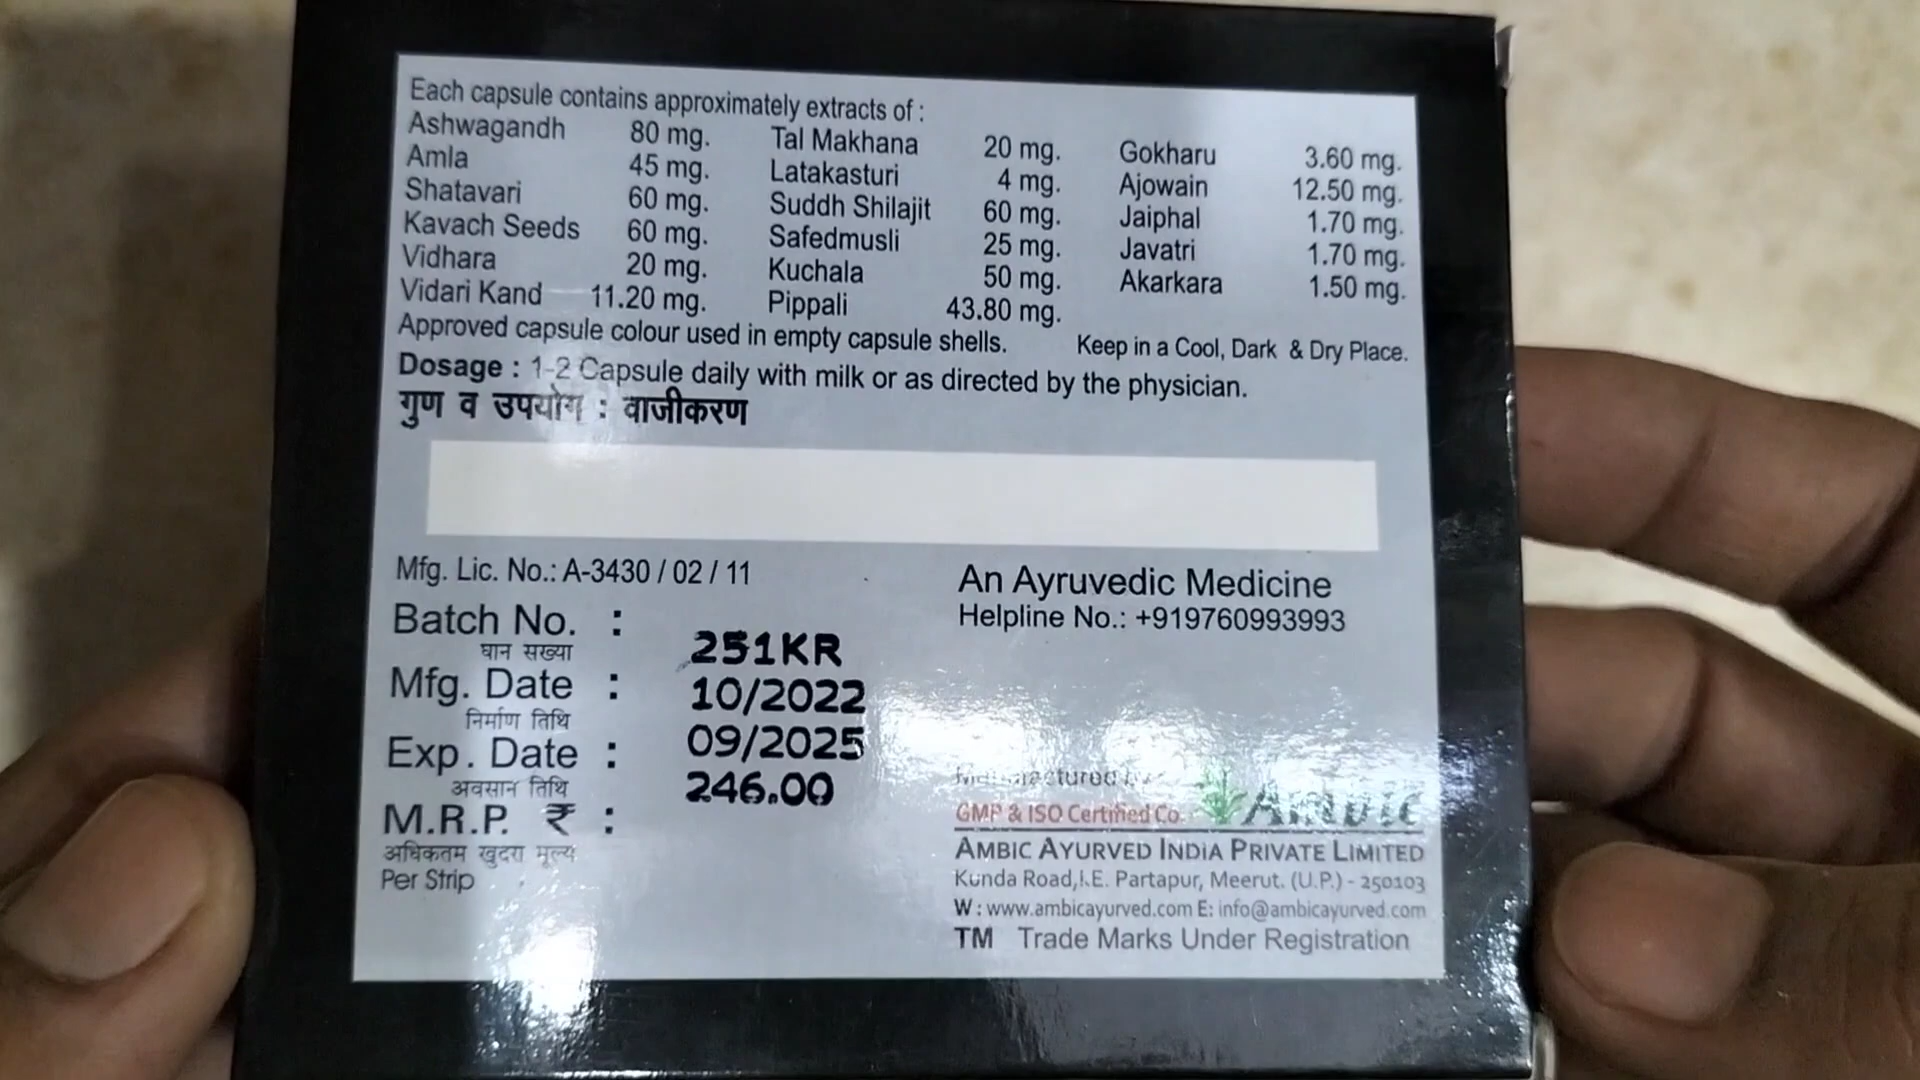 Each capsule contains approximately extracts of :
Ashwagandh 80 mg. Tal Makhana 20 mg. Gokharu 3.60 mg.
Amla 45 mg. Latakasturi 4 mg. Ajowain 12.50 mg.
Shatavari 60 mg. Suddh Shilajit 60 mg. Jaiphal 1.70 mg.
Kavach Seeds 60 mg. Safedmusli 25 mg. Javatri 1.70 mg.
Vidhara 20 mg. Kuchala 50 mg. Akarkara 1.50 mg.
Vidari Kand 11.20 mg. Pippali 43.80 mg.
Approved capsule colour used in empty capsule shells. Keep in a Cool, Dark & Dry Place.
Dosage : 1-2 Capsule daily with milk or as directed by the physician.
गुण व उपयोग : वाजीकरण
Mfg. Lic. No.: A-3430 / 02 / 11
Batch No. : 251KR
घान सख्या
Mfg. Date : 10/2022
निर्माण तिथि
Exp. Date : 09/2025
अवसान तिथि
M.R.P. ₹ : 246.00
अधिकतम खुदरा मूल्य
Per Strip
An Ayruvedic Medicine
Helpline No.: +919760993993
Manufactured by
GMP & ISO Certified Co.
Ambic
AMBIC AYURVED INDIA PRIVATE LIMITED
Kunda Road,I.E. Partapur, Meerut. (U.P.) - 250103
W : www.ambicayurved.com E: info@ambicayurved.com
TM Trade Marks Under Registration